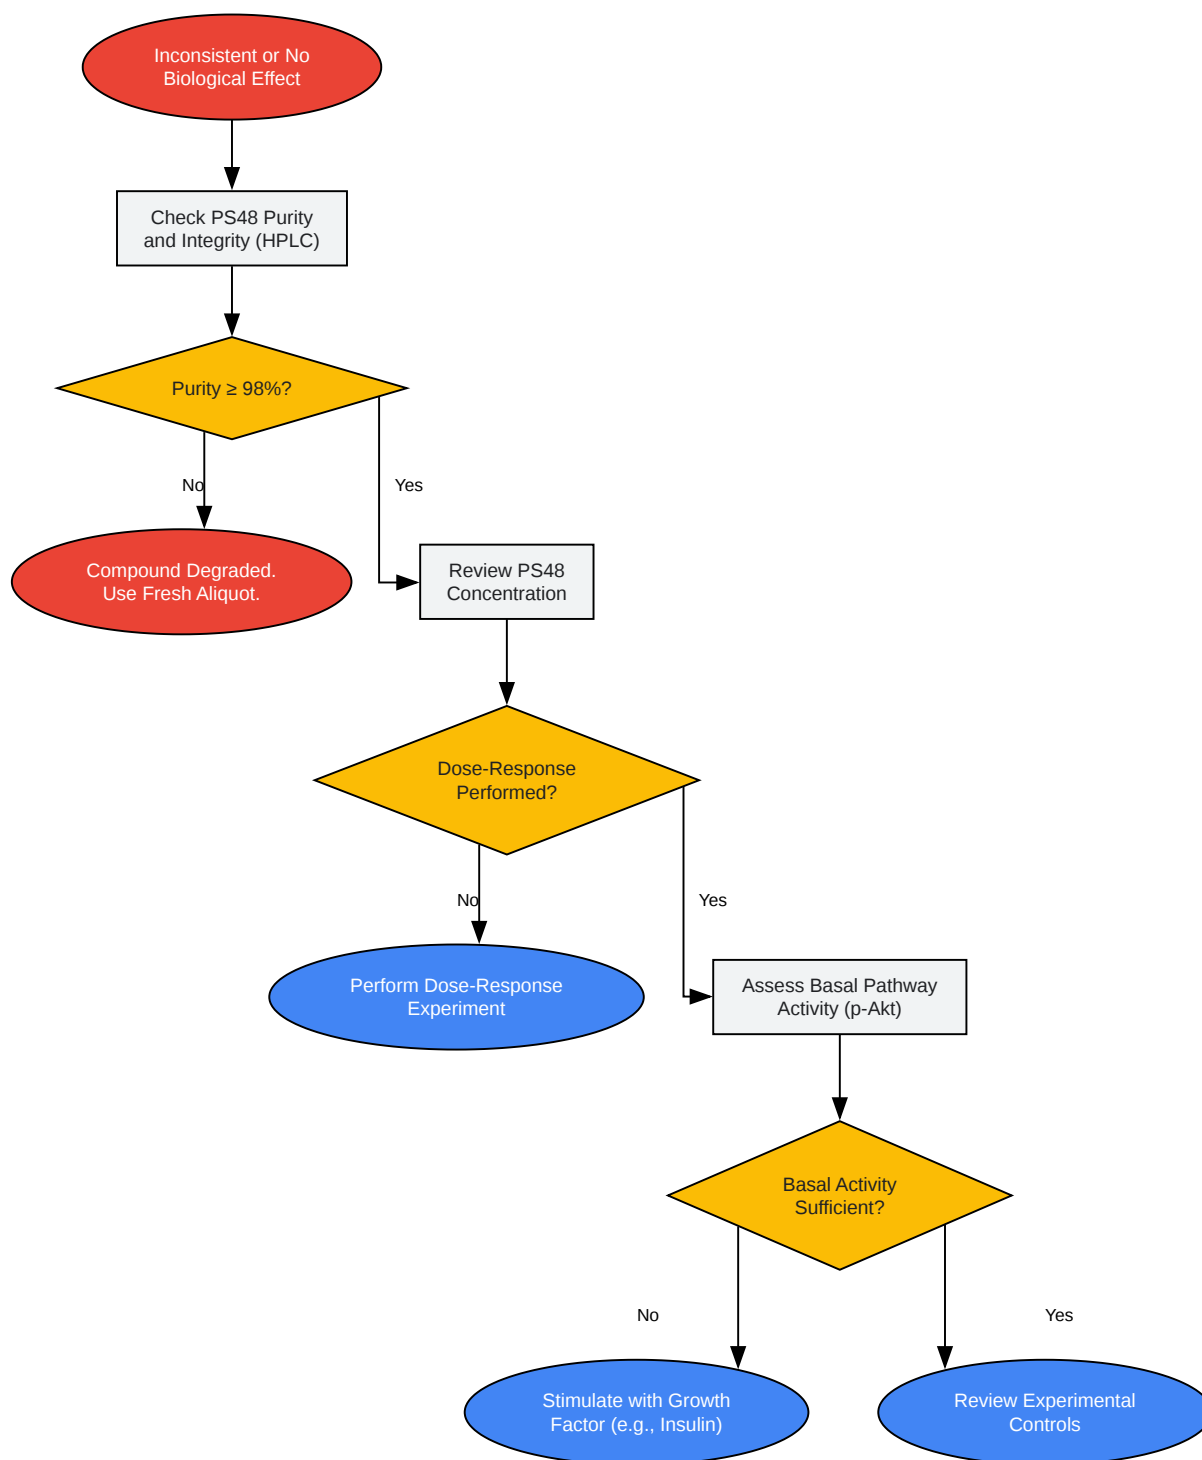 Inconsistent or No
Biological Effect
Check PS48 Purity
and Integrity (HPLC)
Purity ≥ 98%?
No
Yes
Compound Degraded.
Use Fresh Aliquot.
Review PS48
Concentration
Dose-Response
Performed?
No
Yes
Perform Dose-Response
Experiment
Assess Basal Pathway
Activity (p-Akt)
Basal Activity
Sufficient?
No
Yes
Stimulate with Growth
Factor (e.g., Insulin)
Review Experimental
Controls